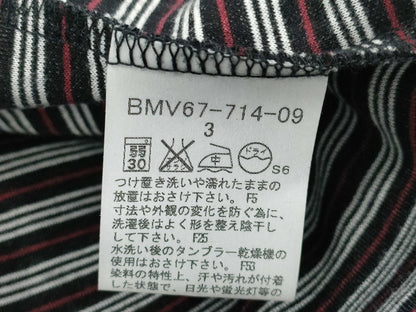 BMV67-714-09
3
弱
30
中
ドライ
S6
つけ置き洗いや濡れたままの
放置はおさけ下さい。F5
寸法や外観の変化を防ぐ為に、
洗濯後はよく形を整え陰干し
して下さい。F25
水洗い後のタンブラー乾燥機の
使用はおさけ下さい。F53
染料の特性上、汗や汚れが付着
した状態で、日光や蛍光灯等の